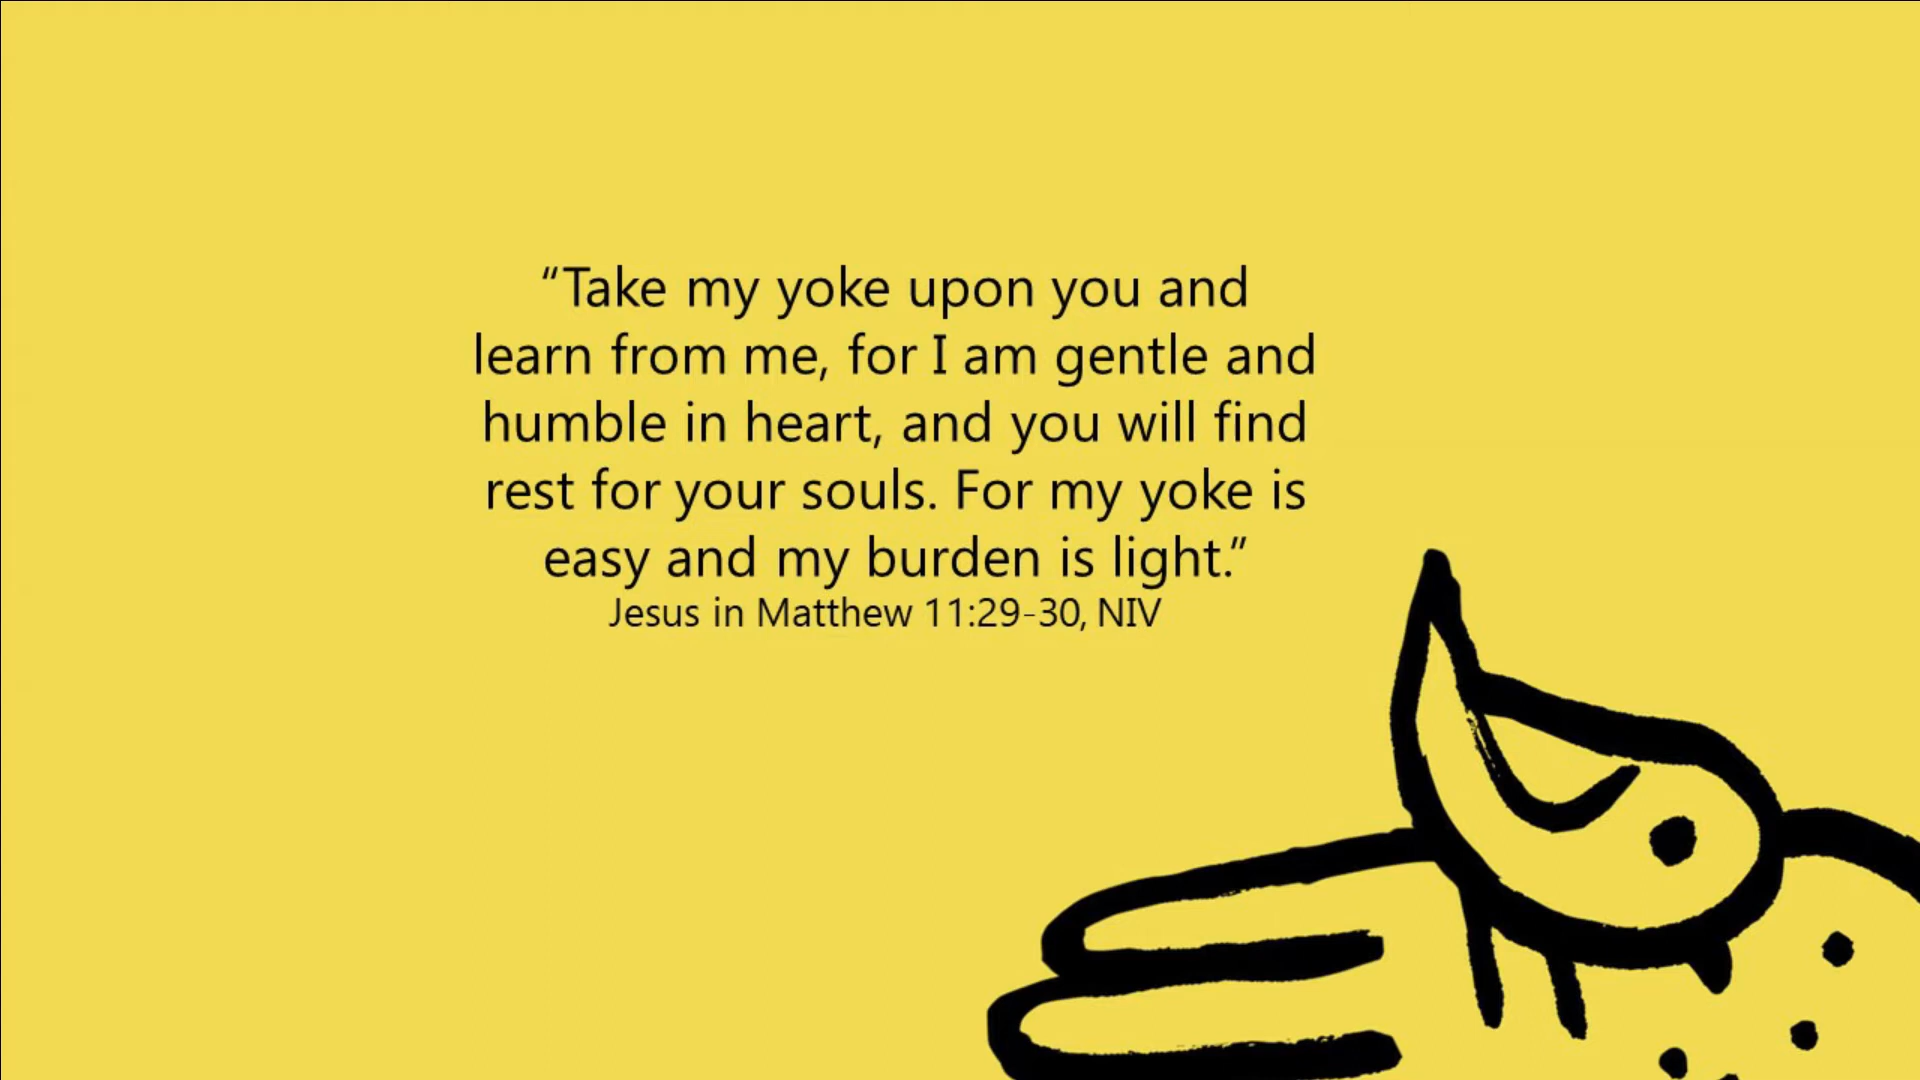 “Take my yoke upon you and
learn from me, for I am gentle and
humble in heart, and you will find
rest for your souls. For my yoke is
easy and my burden is light.”
Jesus in Matthew 11:29-30, NIV